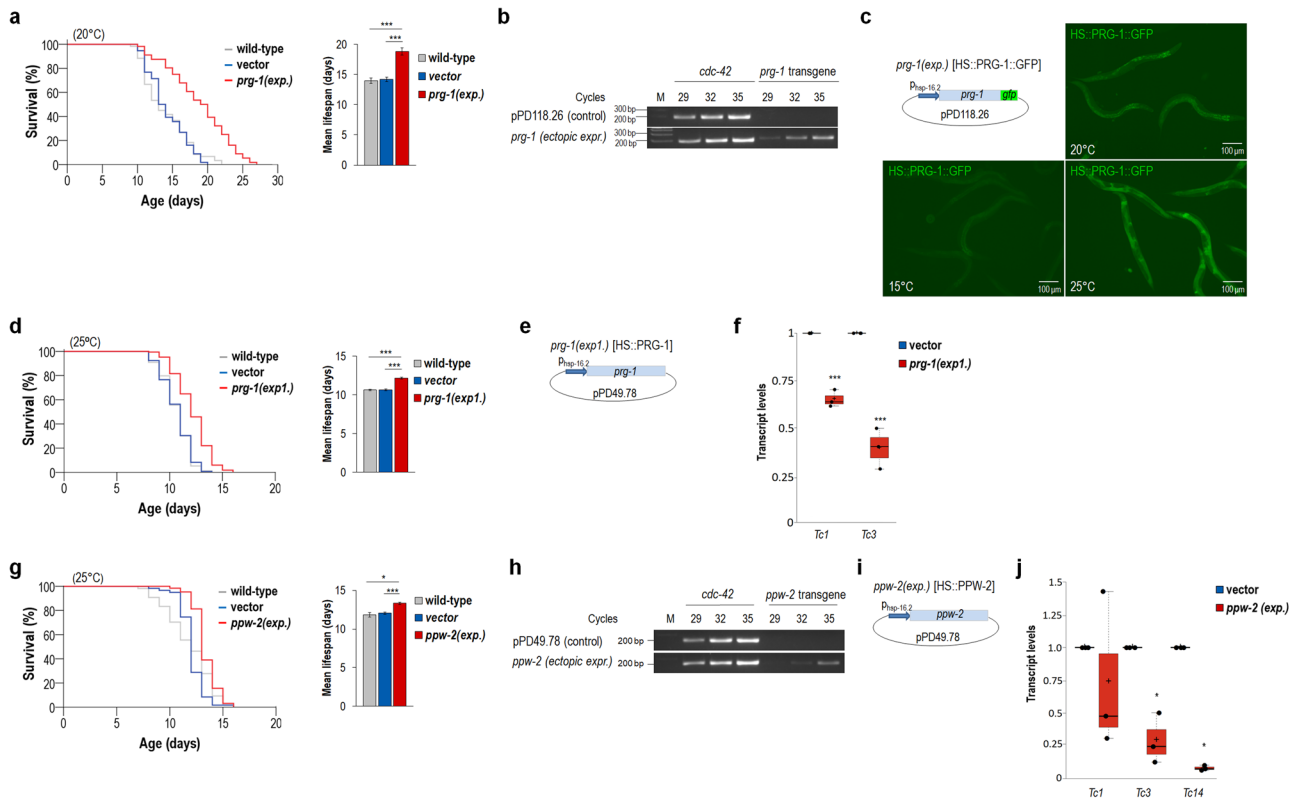 a
(20°C)
Survival (%)
100
80
60
40
20
0
0 5 10 15 20 25 30
Age (days)
wild-type
vector
prg-1(exp.)
Mean lifespan (days)
20
15
10
5
0
***
***
wild-type
vector
prg-1(exp.)
b
cdc-42 prg-1 transgene
Cycles M 29 32 35 29 32 35
pPD118.26 (control) 300 bp
200 bp
prg-1 (ectopic expr.) 300 bp
200 bp
c
prg-1(exp.) [HS::PRG-1::GFP]
phsp-16.2
prg-1 gfp
pPD118.26
HS::PRG-1::GFP
20°C 100 µm
HS::PRG-1::GFP
15°C 100 µm
HS::PRG-1::GFP
25°C 100 µm
d
(25ºC)
Survival (%)
100
80
60
40
20
0
0 5 10 15 20
Age (days)
wild-type
vector
prg-1(exp1.)
Mean lifespan (days)
15
10
5
0
***
***
wild-type
vector
prg-1(exp1.)
e
prg-1(exp1.) [HS::PRG-1]
phsp-16.2
prg-1
pPD49.78
f
Transcript levels
1
0.75
0.5
0.25
0
***
***
Tc1 Tc3
vector
prg-1(exp1.)
g
(25°C)
Survival (%)
100
80
60
40
20
0
0 5 10 15 20
Age (days)
wild-type
vector
ppw-2(exp.)
Mean lifespan (days)
15
10
5
0
*
***
wild-type
vector
ppw-2(exp.)
h
cdc-42 ppw-2 transgene
Cycles M 29 32 35 29 32 35
pPD49.78 (control) 200 bp
ppw-2 (ectopic expr.) 200 bp
i
ppw-2(exp.) [HS::PPW-2]
phsp-16.2
ppw-2
pPD49.78
j
Transcript levels
1.5
1.0
0.75
0.5
0.25
0
*
*
Tc1 Tc3 Tc14
vector
ppw-2 (exp.)